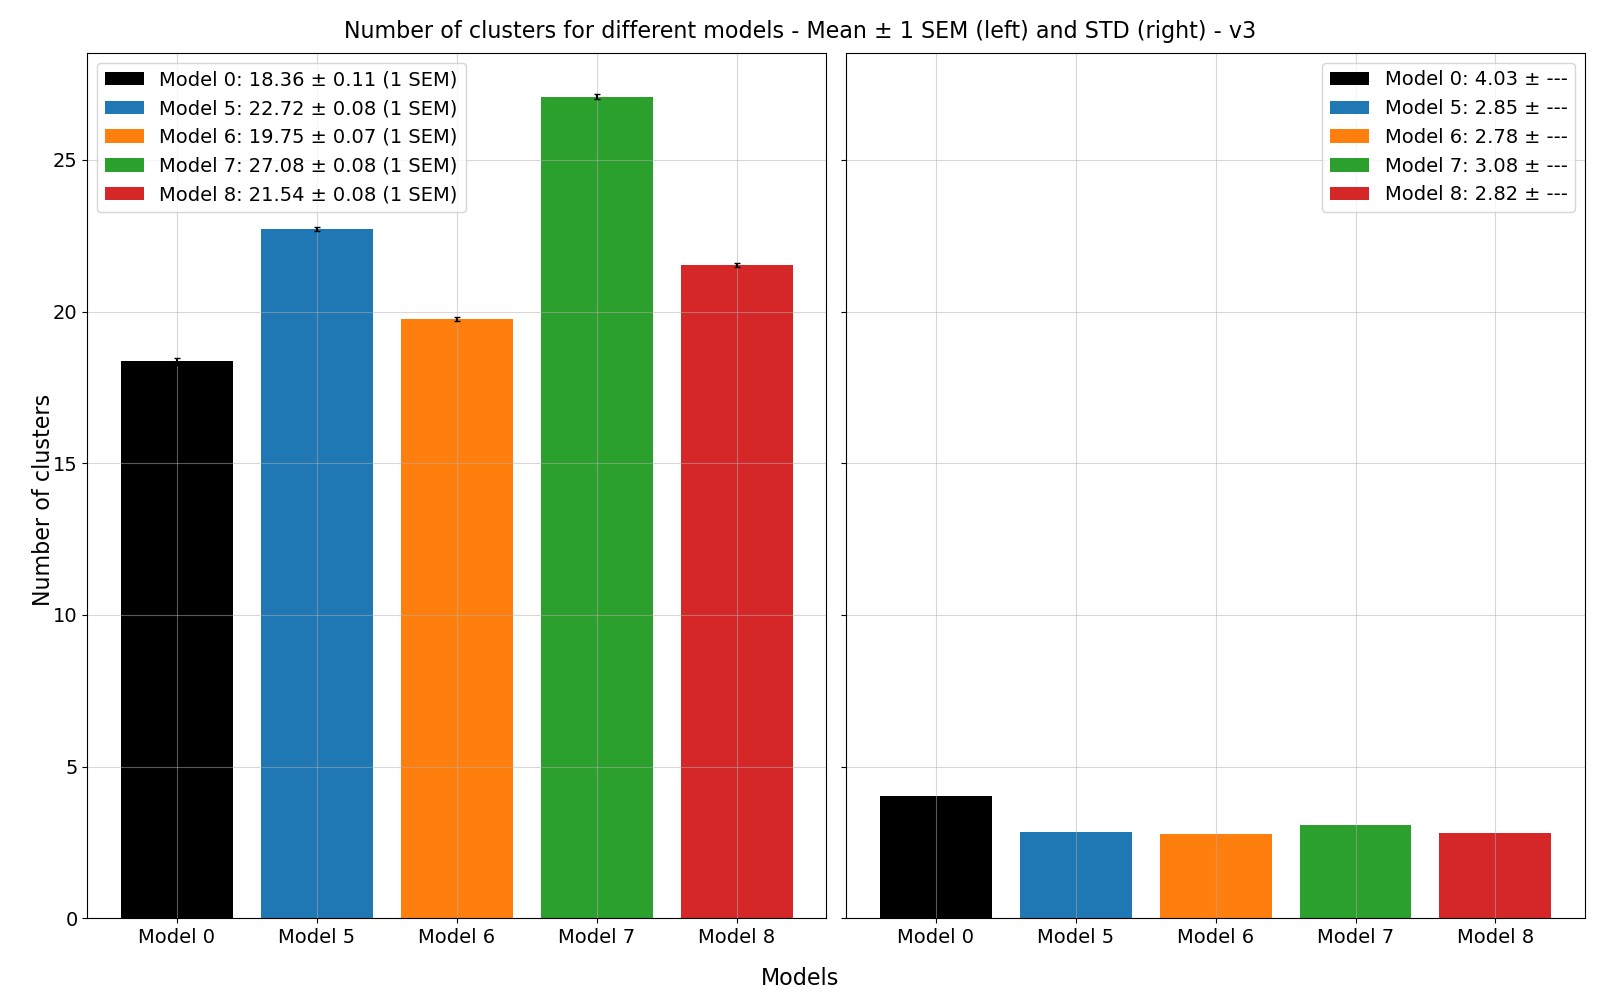 Number of clusters for different models - Mean ± 1 SEM (left) and STD (right) - v3
Number of clusters
25
20
15
10
5
0
Model 0: 18.36 ± 0.11 (1 SEM)
Model 5: 22.72 ± 0.08 (1 SEM)
Model 6: 19.75 ± 0.07 (1 SEM)
Model 7: 27.08 ± 0.08 (1 SEM)
Model 8: 21.54 ± 0.08 (1 SEM)
Model 0 Model 5 Model 6 Model 7 Model 8
Model 0: 4.03 ± ---
Model 5: 2.85 ± ---
Model 6: 2.78 ± ---
Model 7: 3.08 ± ---
Model 8: 2.82 ± ---
Model 0 Model 5 Model 6 Model 7 Model 8
Models